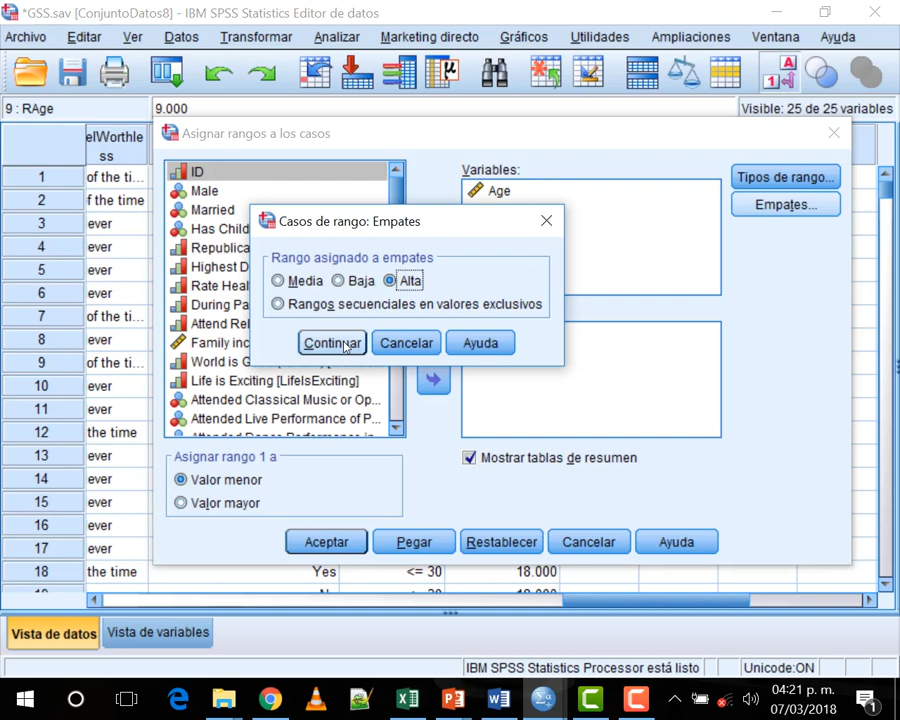 *GSS.sav [ConjuntoDatos8] - IBM SPSS Statistics Editor de datos
Archivo Editar Ver Datos Transformar Analizar Marketing directo Gráficos Utilidades Ampliaciones Ventana Ayuda
9 : RAge 9.000 Visible: 25 de 25 variables
elWorthle
ss
Asignar rangos a los casos
1 of the ti...
2 f the time
3 ever
4 ever
5 ever
6 ever
7 of the ti...
8 ever
9 of the ti...
10 ever
11 ever
12 the time
13 ever
14 ever
15 ever
16 ever
17 ever
18 the time Yes <= 30 18.000
ID
Male
Married
Has Child
Republica
Highest D
Rate Heal
During Pa
Attend Rel
Family inc
World is G
Life is Exciting [LifeIsExciting]
Attended Classical Music or Op...
Attended Live Performance of P...
Variables:
Age
Tipos de rango...
Empates...
Casos de rango: Empates
Rango asignado a empates
Media Baja Alta
Rangos secuenciales en valores exclusivos
Continuar Cancelar Ayuda
Mostrar tablas de resumen
Asignar rango 1 a
Valor menor
Valor mayor
Aceptar Pegar Restablecer Cancelar Ayuda
Vista de datos Vista de variables
IBM SPSS Statistics Processor está listo Unicode:ON
04:21 p. m.
07/03/2018
1